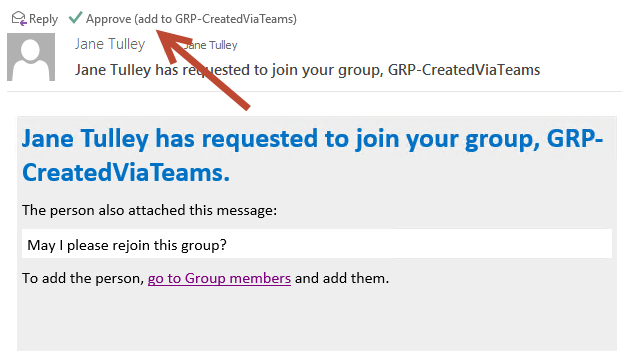 Reply Approve (add to GRP-CreatedViaTeams)
Jane Tulley Jane Tulley
Jane Tulley has requested to join your group, GRP-CreatedViaTeams
Jane Tulley has requested to join your group, GRP-
CreatedViaTeams.
The person also attached this message:
May I please rejoin this group?
To add the person, go to Group members and add them.